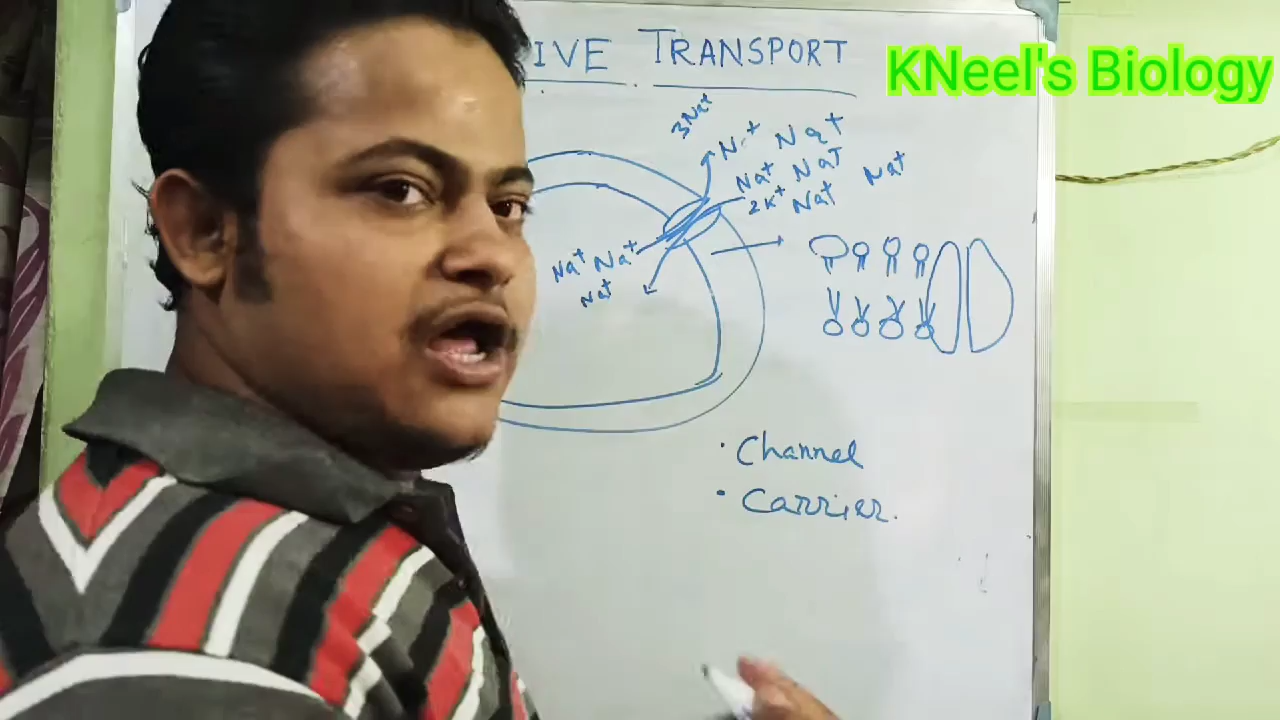 IVE TRANSPORT
KNeel's Biology
3Na+
Na+ Na+
Na+ Na+ Na+
2K+ Na+
Na+ Na+
Na+
Channel
Carrier.